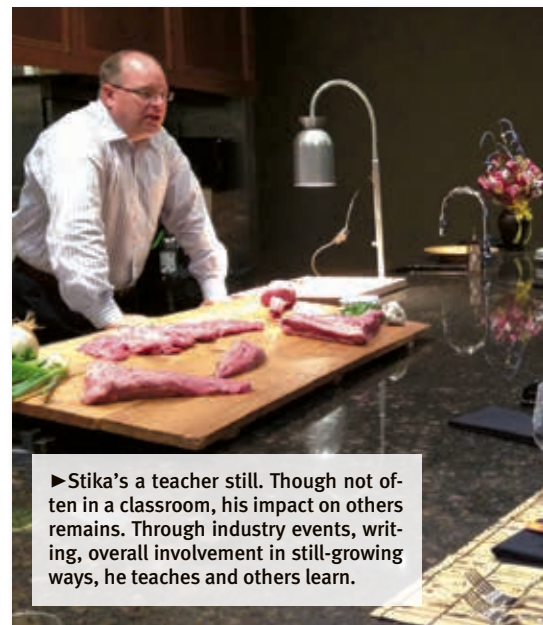 ►Stika’s a teacher still. Though not of-
ten in a classroom, his impact on others
remains. Through industry events, writ-
ing, overall involvement in still-growing
ways, he teaches and others learn.